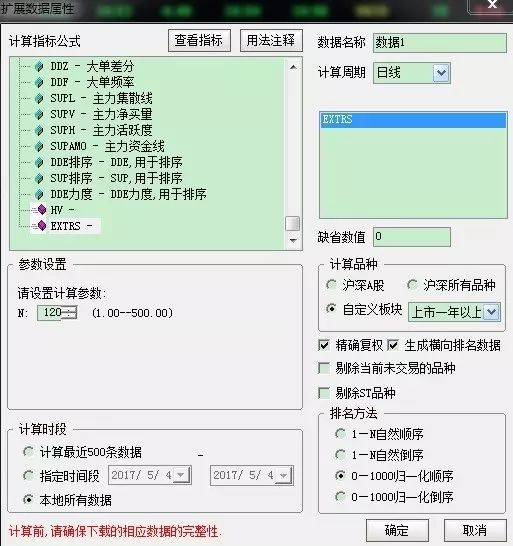 扩展数据属性
计算指标公式
查看指标
用法注释
DDZ - 大单差分
DDF - 大单频率
SUPL - 主力集散线
SUPV - 主力净买量
SUPH - 主力活跃度
SUPAMO - 主力资金线
DDE排序 - DDE,用于排序
SUP排序 - SUP,用于排序
DDE力度 - DDE力度,用于排序
HV -
EXTRS -
数据名称 数据1
计算周期 日线
EXTRS
缺省数值 0
参数设置
请设置计算参数:
N: 120 (1.00--500.00)
计算品种
沪深A股 沪深所有品种
自定义板块 上市一年以上
精确复权 生成横向排名数据
剔除当前未交易的品种
剔除ST品种
计算时段
计算最近500条数据 -
指定时间段 2017/ 5/ 4 2017/ 5/ 4
本地所有数据
排名方法
1-N自然顺序
1-N自然倒序
0-1000归一化顺序
0-1000归一化倒序
计算前,请确保下载的相应数据的完整性.
确定
取消